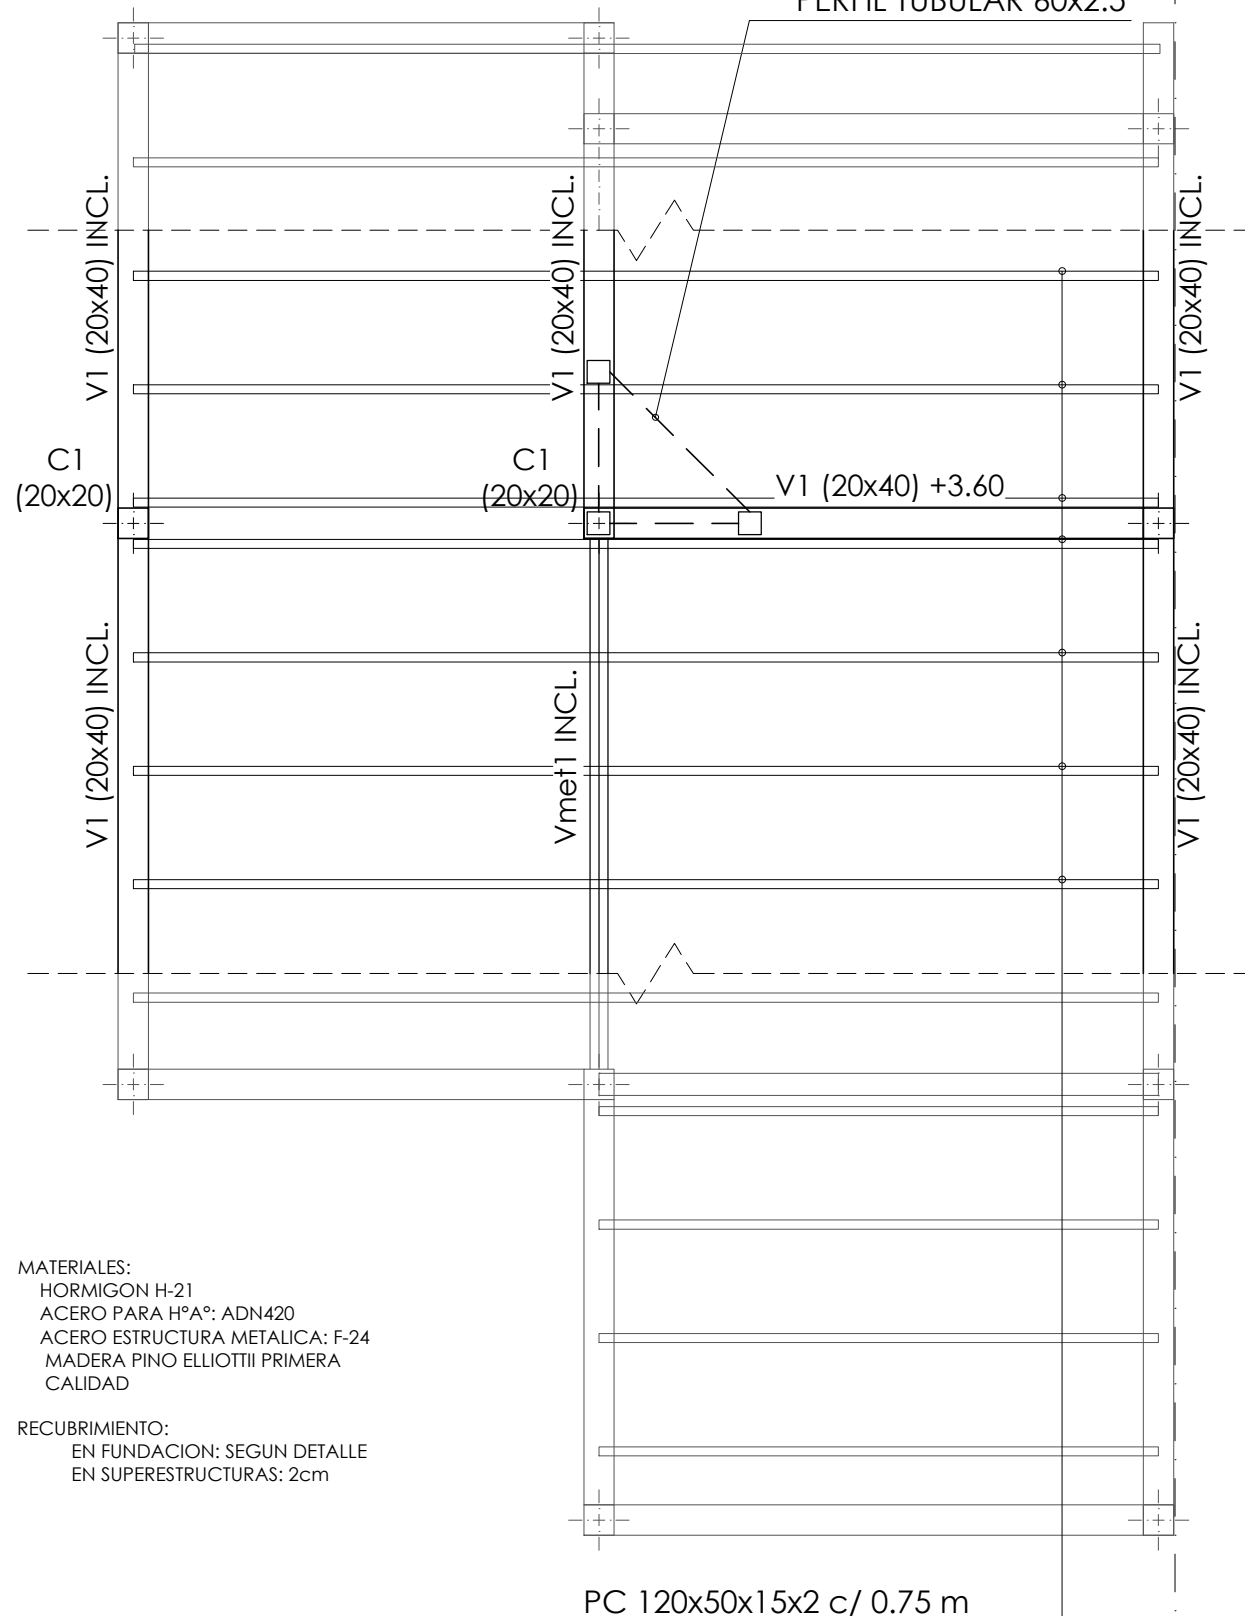 PERFIL TUBULAR 80x2.5
V1 (20x40) INCL.
V1 (20x40) INCL.
V1 (20x40) INCL.
C1
(20x20)
C1
(20x20)
V1 (20x40) +3.60
V1 (20x40) INCL.
Vmet1 INCL.
V1 (20x40) INCL.
MATERIALES:
HORMIGON H-21
ACERO PARA H°A°: ADN420
ACERO ESTRUCTURA METALICA: F-24
MADERA PINO ELLIOTTII PRIMERA
CALIDAD
RECUBRIMIENTO:
EN FUNDACION: SEGUN DETALLE
EN SUPERESTRUCTURAS: 2cm
PC 120x50x15x2 c/ 0.75 m